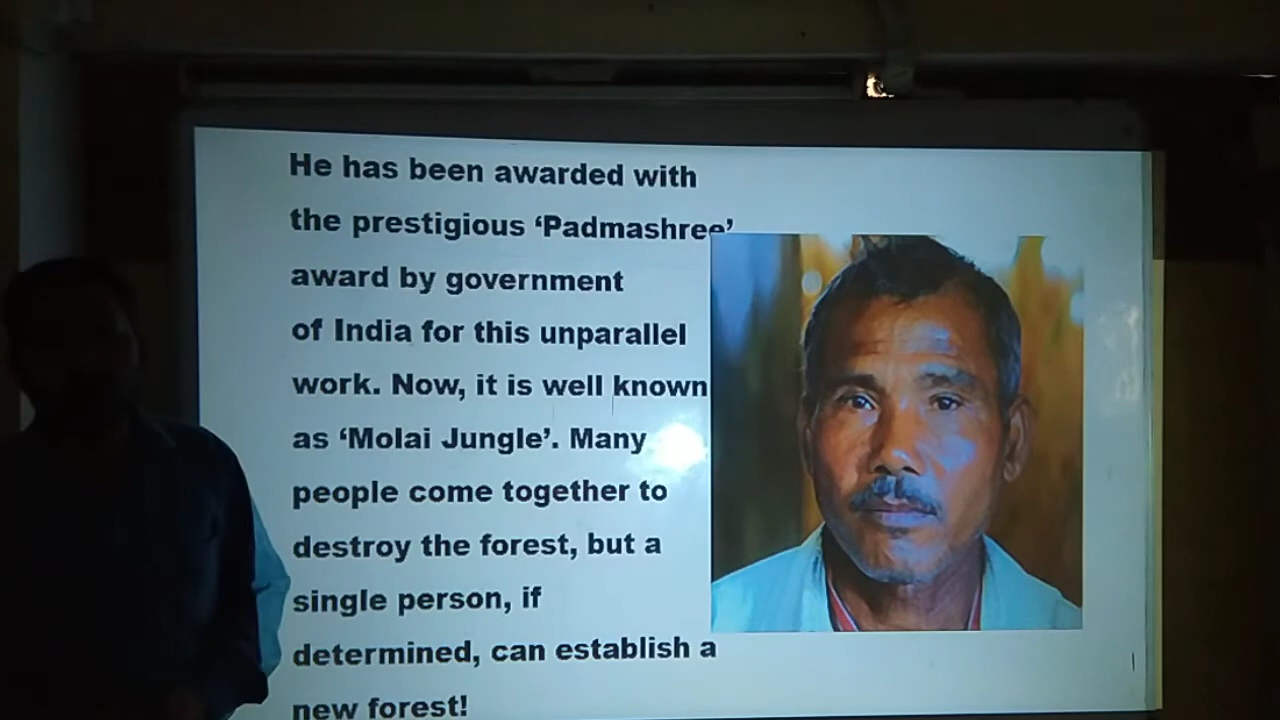 He has been awarded with
the prestigious ‘Padmashree’
award by government
of India for this unparallel
work. Now, it is well known
as ‘Molai Jungle’. Many
people come together to
destroy the forest, but a
single person, if
determined, can establish a
new forest!